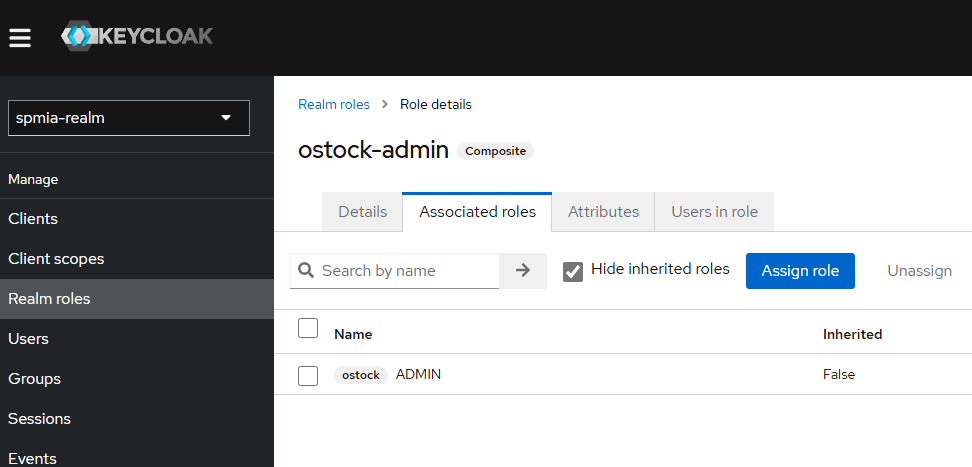 KEYCLOAK
spmia-realm
Manage
Clients
Client scopes
Realm roles
Users
Groups
Sessions
Events
Realm roles > Role details
ostock-admin Composite
Details Associated roles Attributes Users in role
Search by name Hide inherited roles Assign role Unassign
Name Inherited
ostock ADMIN False